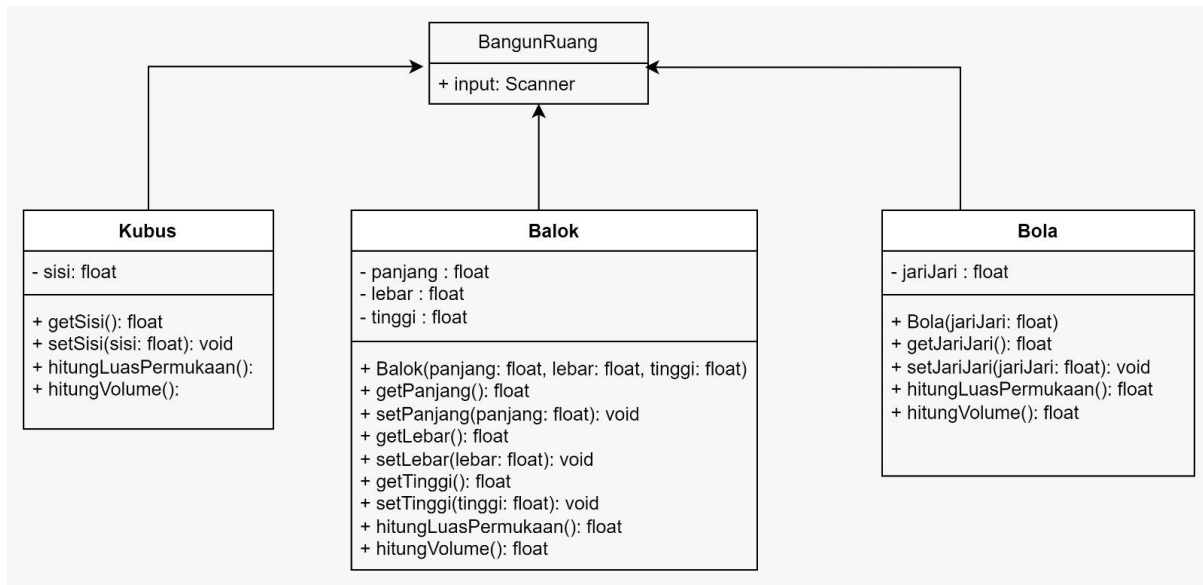 BangunRuang
+ input: Scanner
Kubus
- sisi: float
+ getSisi(): float
+ setSisi(sisi: float): void
+ hitungLuasPermukaan():
+ hitungVolume():
Balok
- panjang : float
- lebar : float
- tinggi : float
+ Balok(panjang: float, lebar: float, tinggi: float)
+ getPanjang(): float
+ setPanjang(panjang: float): void
+ getLebar(): float
+ setLebar(lebar: float): void
+ getTinggi(): float
+ setTinggi(tinggi: float): void
+ hitungLuasPermukaan(): float
+ hitungVolume(): float
Bola
- jariJari : float
+ Bola(jariJari: float)
+ getJariJari(): float
+ setJariJari(jariJari: float): void
+ hitungLuasPermukaan(): float
+ hitungVolume(): float